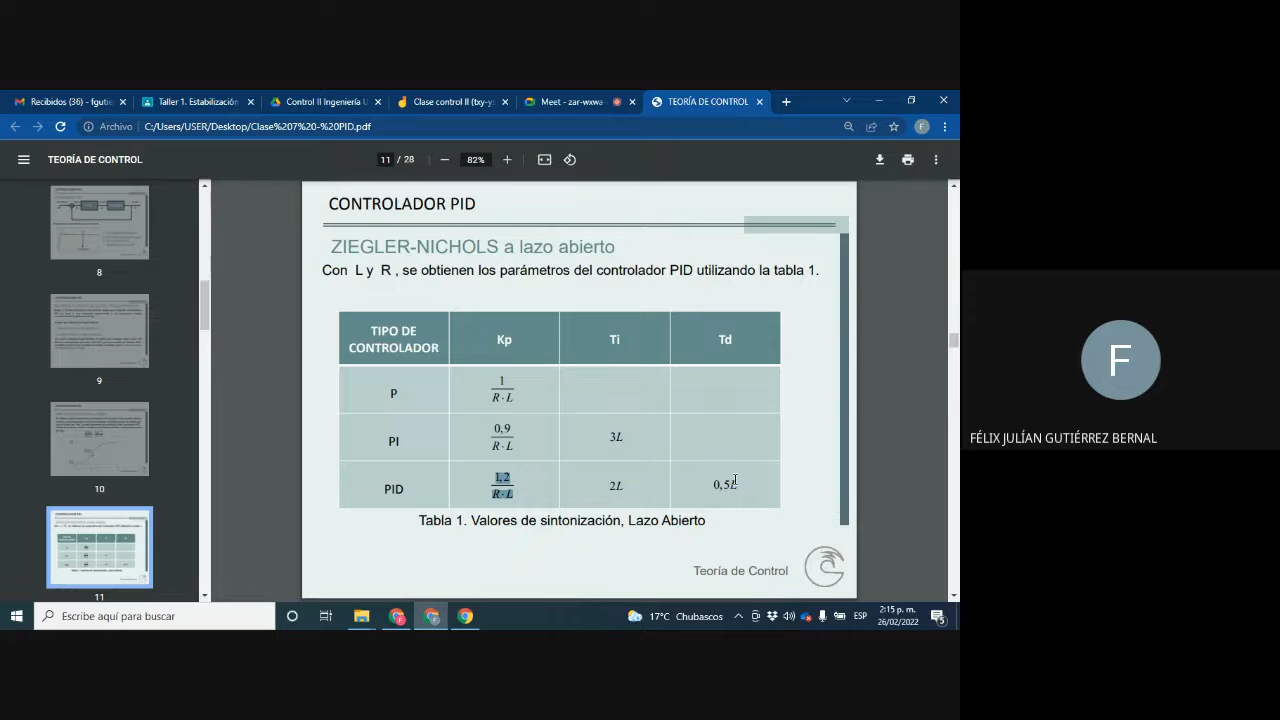 Recibidos (36) - fgutie
Taller 1. Estabilización
Control II Ingeniería U
Clase control II (txy-y
Meet - zar-wxwa
TEORÍA DE CONTROL
Archivo
C:/Users/USER/Desktop/Clase%207%20-%20PID.pdf
F
TEORÍA DE CONTROL
11 / 28
82%
8
9
10
11
CONTROLADOR PID
ZIEGLER-NICHOLS a lazo abierto
Con L y R , se obtienen los parámetros del controlador PID utilizando la tabla 1.
TIPO DE
CONTROLADOR
Kp
Ti
Td
P
1
R · L
PI
0,9
R · L
3L
PID
1,2
R · L
2L
0,5L
Tabla 1. Valores de sintonización, Lazo Abierto
Teoría de Control
F
FÉLIX JULÍAN GUTIÉRREZ BERNAL
Escribe aquí para buscar
17°C Chubascos
ESP
2:15 p. m.
26/02/2022
5